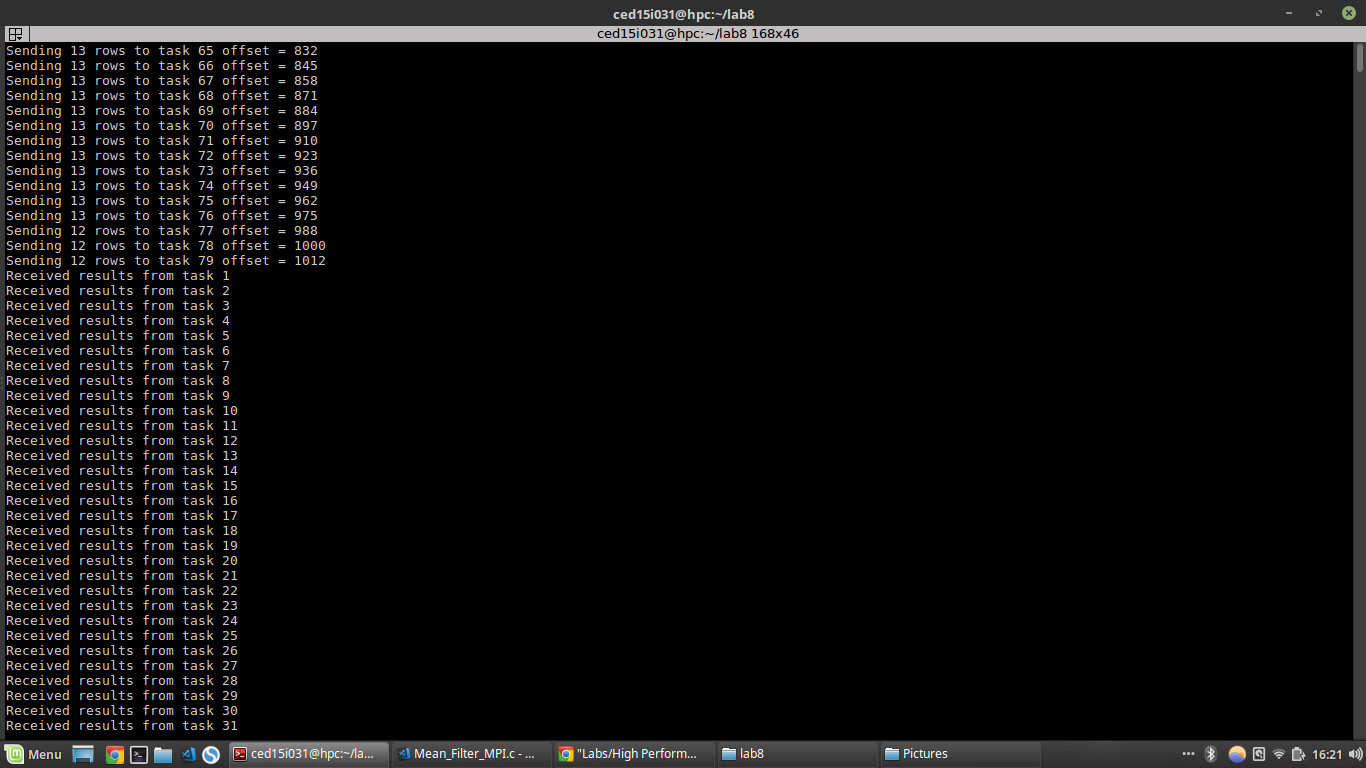 ced15i031@hpc:~/lab8
ced15i031@hpc:~/lab8 168x46
Sending 13 rows to task 65 offset = 832
Sending 13 rows to task 66 offset = 845
Sending 13 rows to task 67 offset = 858
Sending 13 rows to task 68 offset = 871
Sending 13 rows to task 69 offset = 884
Sending 13 rows to task 70 offset = 897
Sending 13 rows to task 71 offset = 910
Sending 13 rows to task 72 offset = 923
Sending 13 rows to task 73 offset = 936
Sending 13 rows to task 74 offset = 949
Sending 13 rows to task 75 offset = 962
Sending 13 rows to task 76 offset = 975
Sending 12 rows to task 77 offset = 988
Sending 12 rows to task 78 offset = 1000
Sending 12 rows to task 79 offset = 1012
Received results from task 1
Received results from task 2
Received results from task 3
Received results from task 4
Received results from task 5
Received results from task 6
Received results from task 7
Received results from task 8
Received results from task 9
Received results from task 10
Received results from task 11
Received results from task 12
Received results from task 13
Received results from task 14
Received results from task 15
Received results from task 16
Received results from task 17
Received results from task 18
Received results from task 19
Received results from task 20
Received results from task 21
Received results from task 22
Received results from task 23
Received results from task 24
Received results from task 25
Received results from task 26
Received results from task 27
Received results from task 28
Received results from task 29
Received results from task 30
Received results from task 31
Menu ced15i031@hpc:~/la... Mean_Filter_MPI.c - ... "Labs/High Perform... lab8 Pictures 16:21